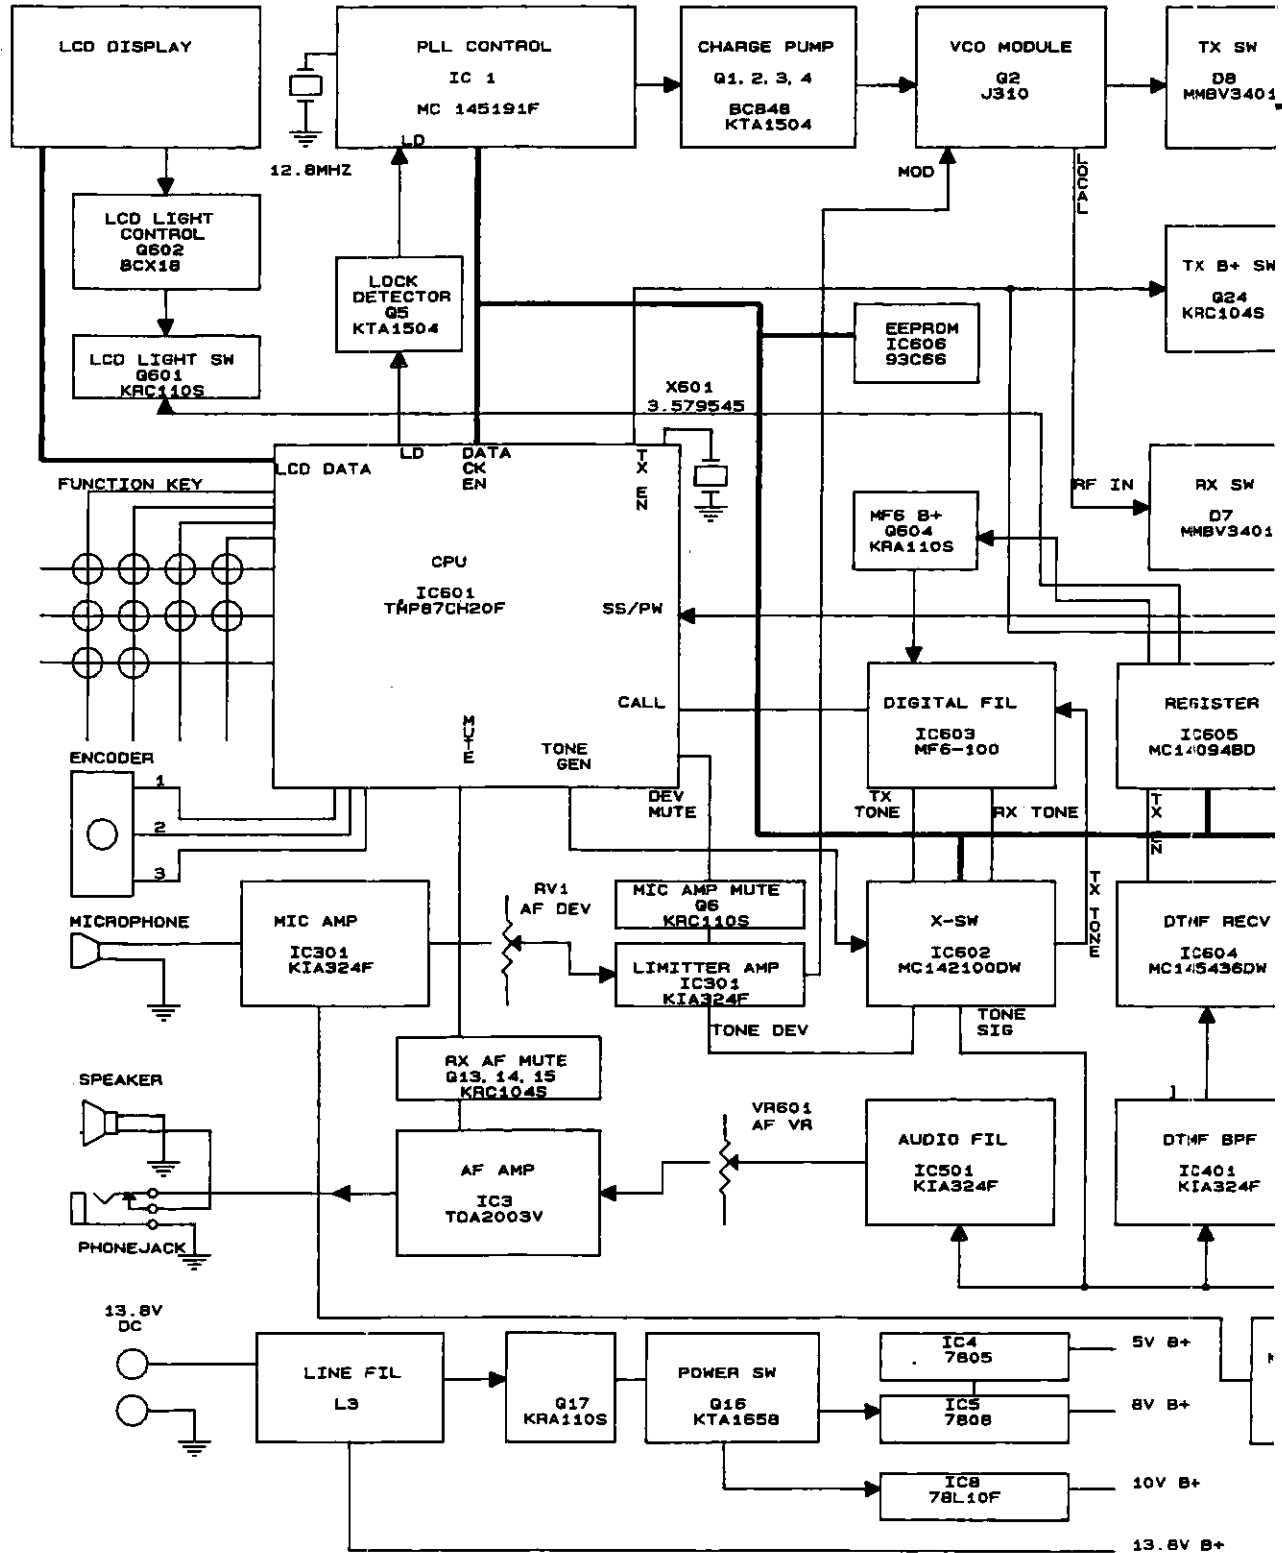 LCD DISPLAY
PLL CONTROL
IC 1
MC 145191F
LD
CHARGE PUMP
Q1, 2, 3, 4
BC848
KTA1504
VCO MODULE
Q2
J310
TX SW
D8
MMBV3401
12.8MHZ
MOD
LOCAL
LCD LIGHT
CONTROL
Q602
BCX18
LOCK
DETECTOR
Q5
KTA1504
TX B+ SW
Q24
KRC104S
EEPROM
IC606
93C66
LCD LIGHT SW
Q601
KRC110S
X601
3.579545
LCD DATA
LD
DATA
CK
EN
TX EN
FUNCTION KEY
RF IN
RX SW
D7
MMBV3401
MF6 B+
Q604
KRA110S
CPU
IC601
TMP87CH20F
SS/PW
CALL
DIGITAL FIL
IC603
MF6-100
REGISTER
IC605
MC14094BD
MUTE
TONE
GEN
ENCODER
1
2
3
DEV
MUTE
TX
TONE
RX TONE
TX EN
TX TONE
MICROPHONE
MIC AMP
IC301
KIA324F
RV1
AF DEV
MIC AMP MUTE
Q6
KRC110S
LIMITTER AMP
IC301
KIA324F
X-SW
IC602
MC142100DW
DTMF RECV
IC604
MC145436DW
TONE DEV
TONE
SIG
RX AF MUTE
Q13, 14, 15
KRC104S
SPEAKER
VR601
AF VR
AF AMP
IC3
TDA2003V
AUDIO FIL
IC501
KIA324F
DTMF BPF
IC401
KIA324F
PHONEJACK
13.8V
DC
LINE FIL
L3
Q17
KRA110S
POWER SW
Q16
KTA1658
IC4
7805
5V B+
IC5
7808
8V B+
IC8
78L10F
10V B+
13.8V B+